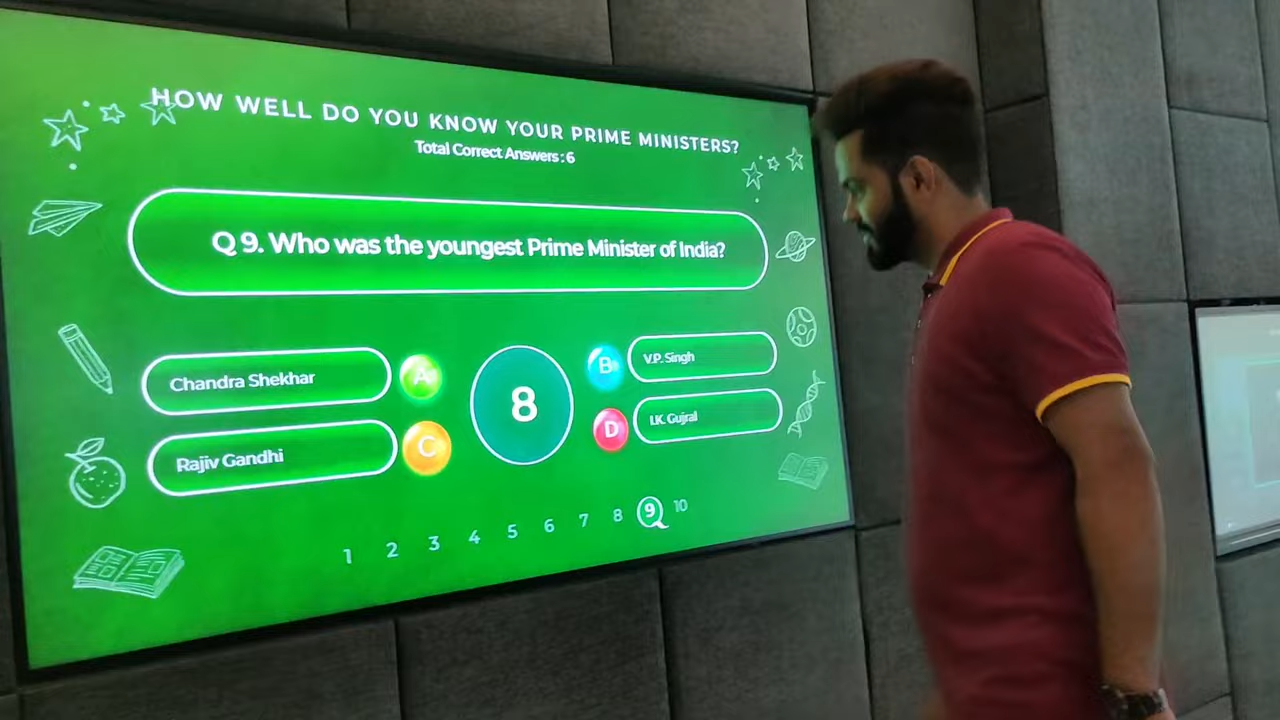 HOW WELL DO YOU KNOW YOUR PRIME MINISTERS?
Total Correct Answers : 6
Q 9. Who was the youngest Prime Minister of India?
Chandra Shekhar
A
B
V.P. Singh
8
Rajiv Gandhi
C
D
I.K. Gujral
1 2 3 4 5 6 7 8 9 10